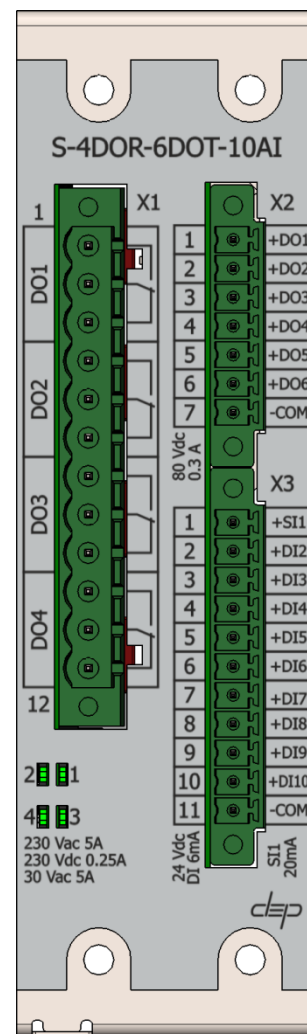 S-4DOR-6DOT-10AI
X1
1
DO1
DO2
DO3
DO4
12
2 1
4 3
230 Vac 5A
230 Vdc 0.25A
30 Vac 5A
X2
1 +DO1
2 +DO2
3 +DO3
4 +DO4
5 +DO5
6 +DO6
7 -COM
80 Vdc
0.3 A
X3
1 +SI1
2 +DI2
3 +DI3
4 +DI4
5 +DI5
6 +DI6
7 +DI7
8 +DI8
9 +DI9
10 +DI10
11 -COM
24 Vdc
DI 6mA
SI1
20mA
dep